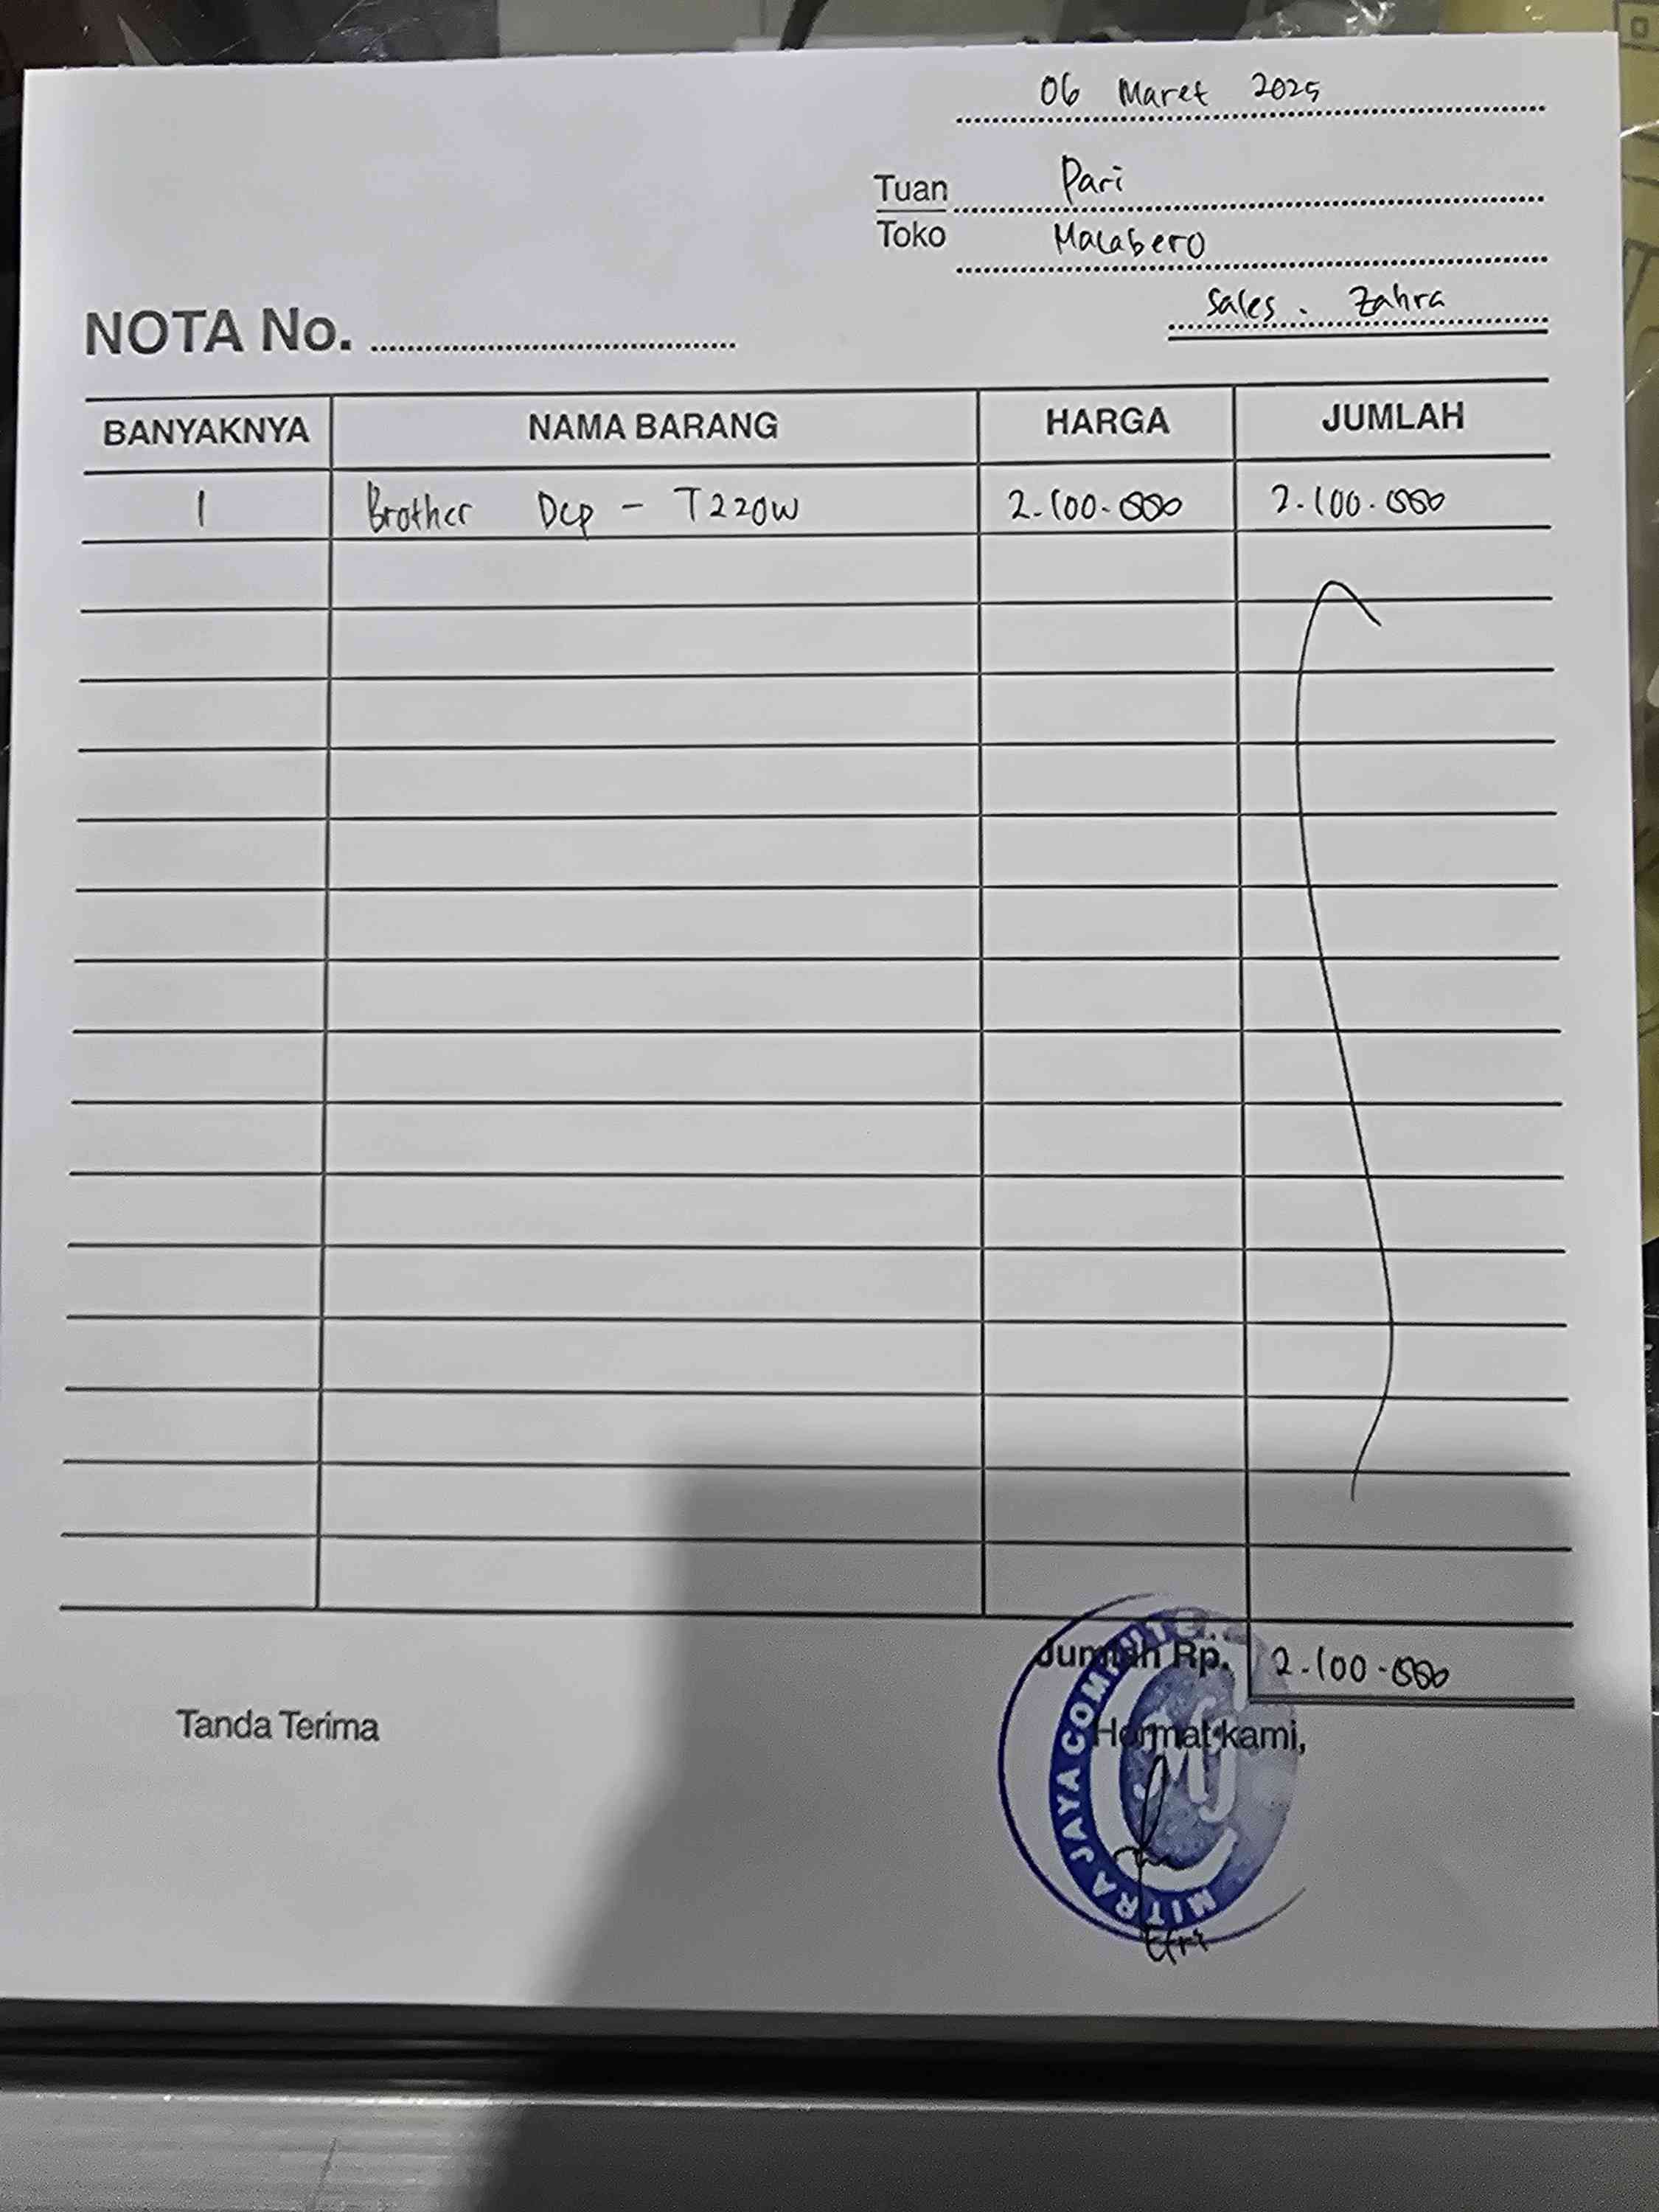 06 Maret 2025
Tuan Pari
Toko Malabero
Sales. Zahra
NOTA No.
BANYAKNYA NAMA BARANG HARGA JUMLAH
1 Brother Dcp - T220W 2.100.000 2.100.000
Jumlah Rp. 2.100.000
Tanda Terima Hormat kami,
MITRA JAYA COMPUTER
MJ
Efri